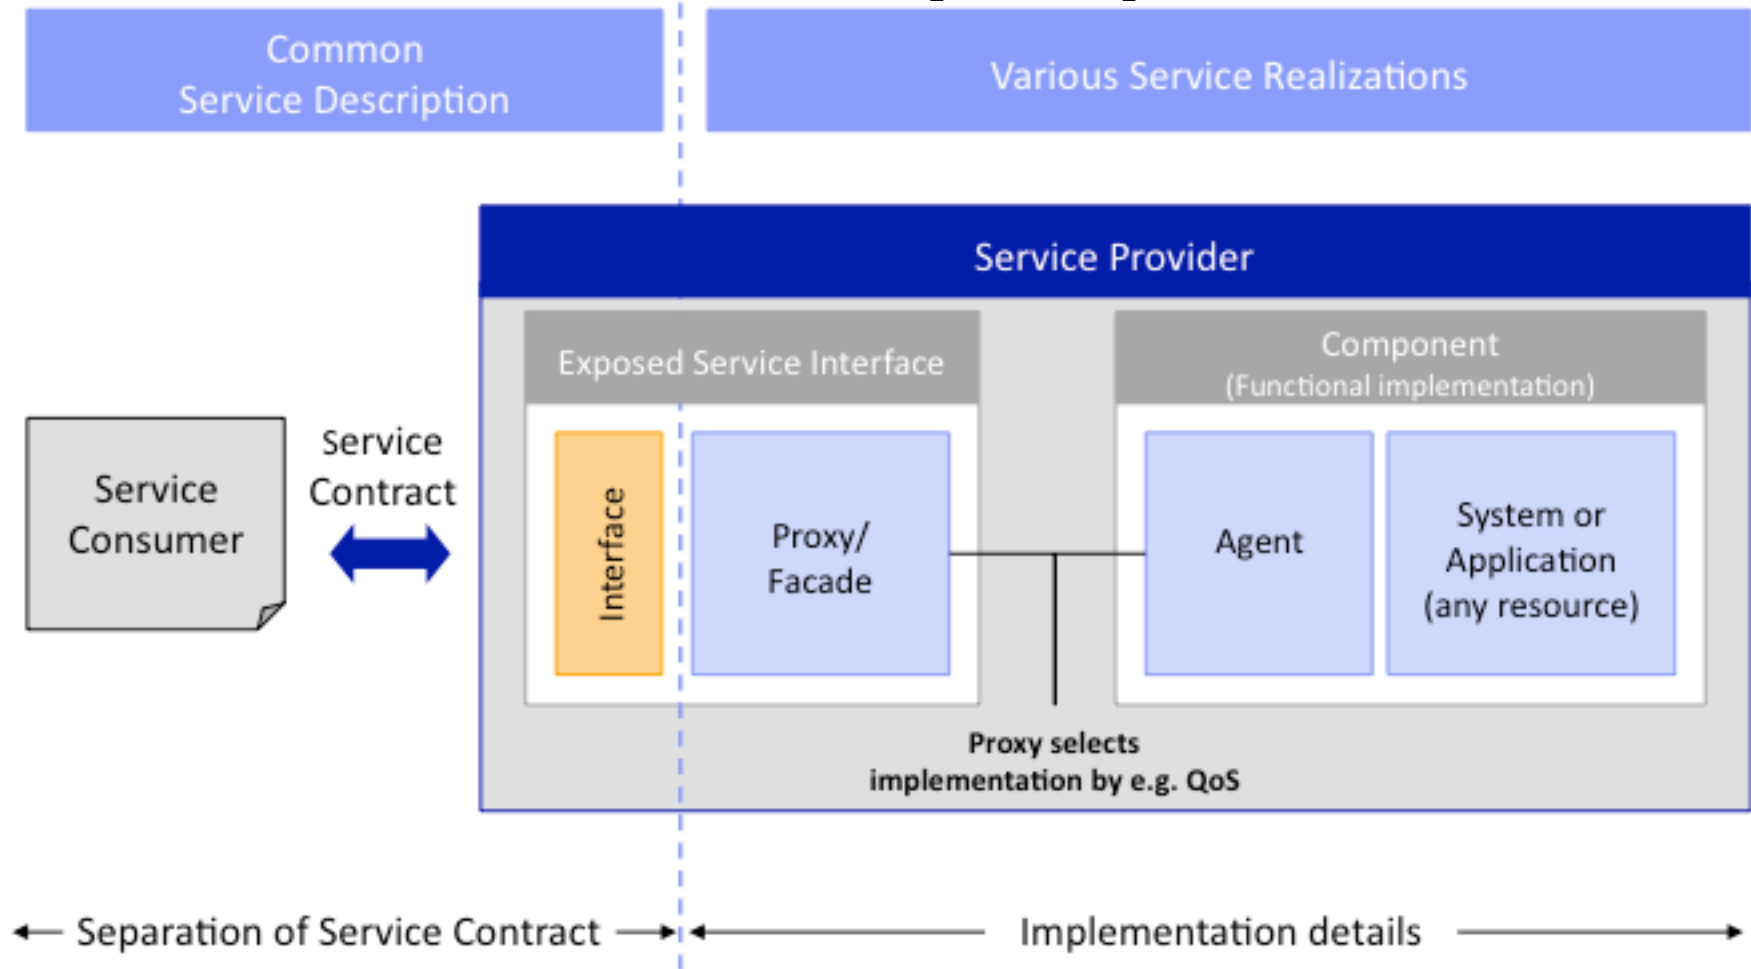 Common
Service Description
Various Service Realizations
Service Provider
Exposed Service Interface
Component
(Functional implementation)
Service
Consumer
Service
Contract
Interface
Proxy/
Facade
Agent
System or
Application
(any resource)
Proxy selects
implementation by e.g. QoS
Separation of Service Contract
Implementation details